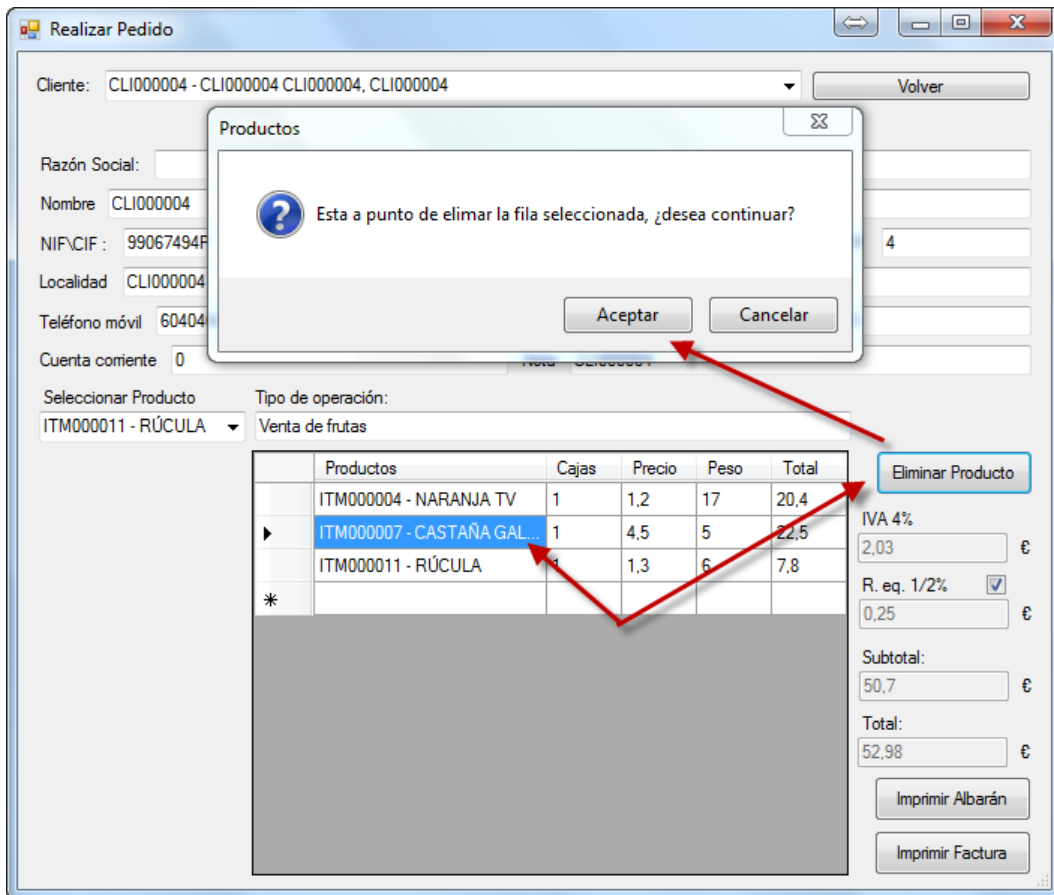 Realizar Pedido
Cliente: CLI000004 - CLI000004 CLI000004, CLI000004
Volver
Productos
Esta a punto de elimar la fila seleccionada, ¿desea continuar?
Aceptar Cancelar
Razón Social:
Nombre CLI000004
NIF\CIF : 99067494 4
Localidad CLI000004
Teléfono móvil 6040
Cuenta corriente 0
Seleccionar Producto Tipo de operación:
ITM000011 - RÚCULA Venta de frutas
Productos Cajas Precio Peso Total
ITM000004 - NARANJA TV 1 1,2 17 20,4
ITM000007 - CASTAÑA GAL... 1 4,5 5 22,5
ITM000011 - RÚCULA 1 1,3 6 7,8
Eliminar Producto
IVA 4%
2,03 €
R. eq. 1/2%
0,25 €
Subtotal:
50,7 €
Total:
52,98 €
Imprimir Albarán
Imprimir Factura